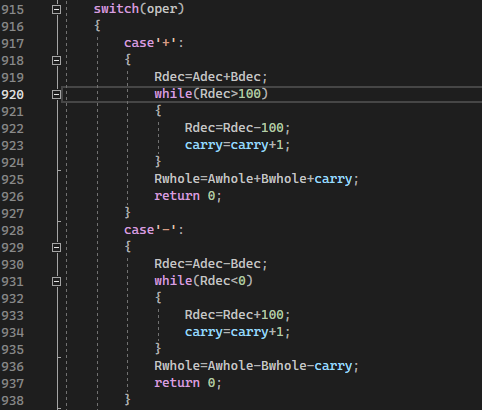 915 switch(oper)
916 {
917 case'+':
918 {
919 Rdec=Adec+Bdec;
920 while(Rdec>100)
921 {
922 Rdec=Rdec-100;
923 carry=carry+1;
924 }
925 Rwhole=Awhole+Bwhole+carry;
926 return 0;
927 }
928 case'-':
929 {
930 Rdec=Adec-Bdec;
931 while(Rdec<0)
932 {
933 Rdec=Rdec+100;
934 carry=carry+1;
935 }
936 Rwhole=Awhole-Bwhole-carry;
937 return 0;
938 }